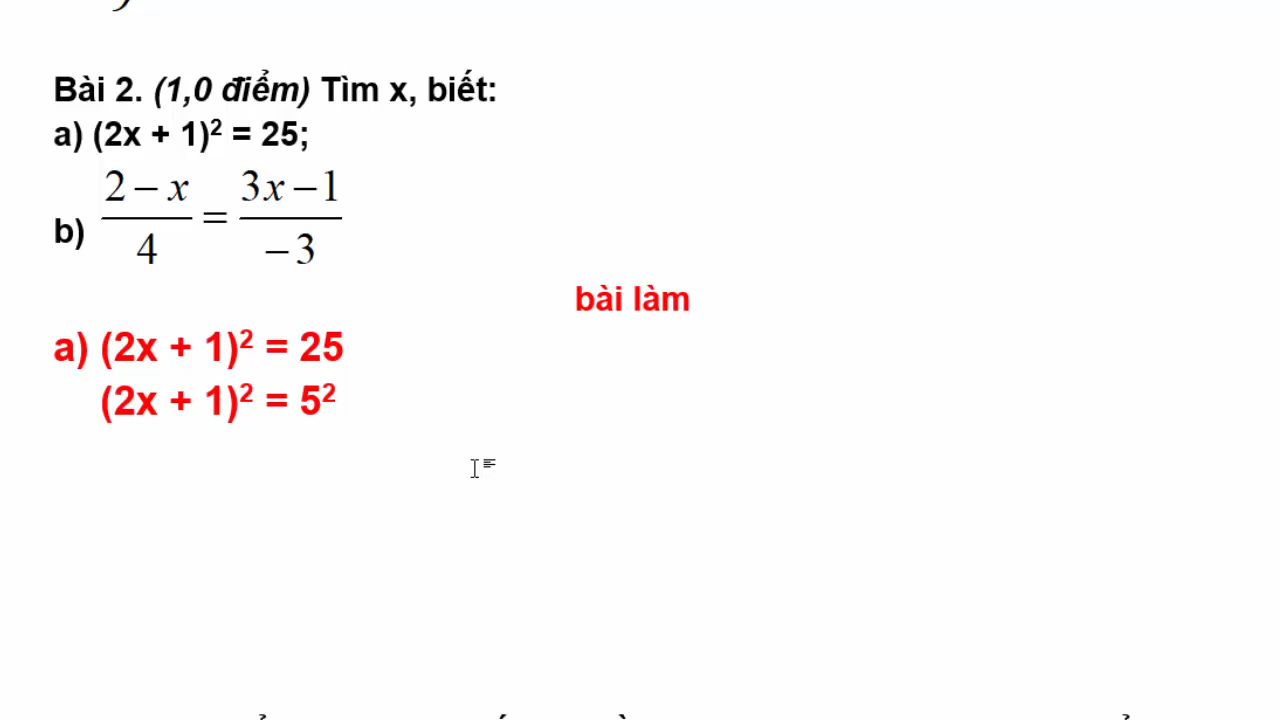 Bài 2. (1,0 điểm) Tìm x, biết:
a) (2x + 1)² = 25;
b) (2 − x)/4 = (3x − 1)/(−3)
bài làm
a) (2x + 1)² = 25
(2x + 1)² = 5²